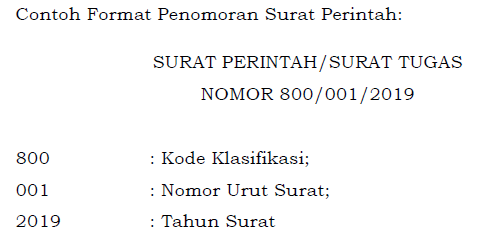 Contoh Format Penomoran Surat Perintah:
SURAT PERINTAH/SURAT TUGAS
NOMOR 800/001/2019
800 : Kode Klasifikasi;
001 : Nomor Urut Surat;
2019 : Tahun Surat